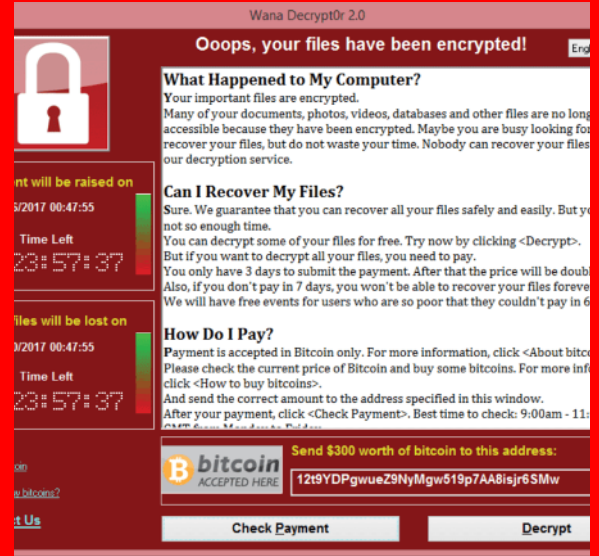 Wana Decrypt0r 2.0
Ooops, your files have been encrypted!
What Happened to My Computer?
Your important files are encrypted.
Many of your documents, photos, videos, databases and other files are no
accessible because they have been encrypted. Maybe you are busy looking
recover your files, but do not waste your time. Nobody can recover your files
our decryption service.
will be raised on
00:47:55
Time Left
23:57:37
Can I Recover My Files?
Sure. We guarantee that you can recover all your files safely and easily. But
not so enough time.
You can decrypt some of your files for free. Try now by clicking <Decrypt>.
But if you want to decrypt all your files, you need to pay.
You only have 3 days to submit the payment. After that the price will be
Also, if you don't pay in 7 days, you won't be able to recover your files
We will have free events for users who are so poor that they couldn't pay in 6
files will be lost on
00:47:55
Time Left
23:57:37
How Do I Pay?
Payment is accepted in Bitcoin only. For more information, click <About
Please check the current price of Bitcoin and buy some bitcoins. For more
click <How to buy bitcoins>.
And send the correct amount to the address specified in this window.
After your payment, click <Check Payment>. Best time to check: 9:00am - 11:
GMT from Monday to Friday.
bitcoin
ACCEPTED HERE
Send $300 worth of bitcoin to this address:
12t9YDPgwueZ9NyMgw519p7AA8isjr6SMw
bitcoins?
Us
Check Payment
Decrypt